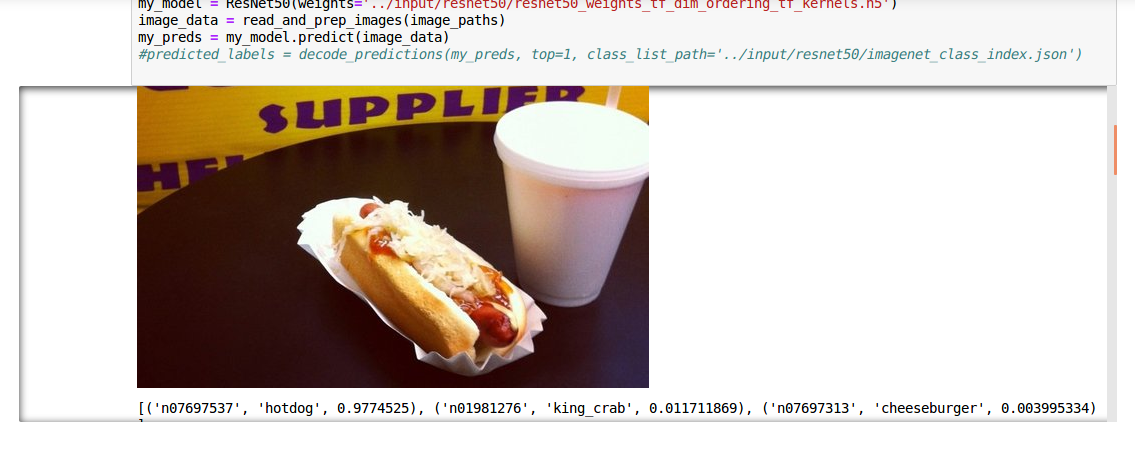 my_model = ResNet50(weights='../input/resnet50/resnet50_weights_tf_dim_ordering_tf_kernels.h5')
image_data = read_and_prep_images(image_paths)
my_preds = my_model.predict(image_data)
#predicted_labels = decode_predictions(my_preds, top=1, class_list_path='../input/resnet50/imagenet_class_index.json')
SUPPLIER
[('n07697537', 'hotdog', 0.9774525), ('n01981276', 'king_crab', 0.011711869), ('n07697313', 'cheeseburger', 0.003995334)
]